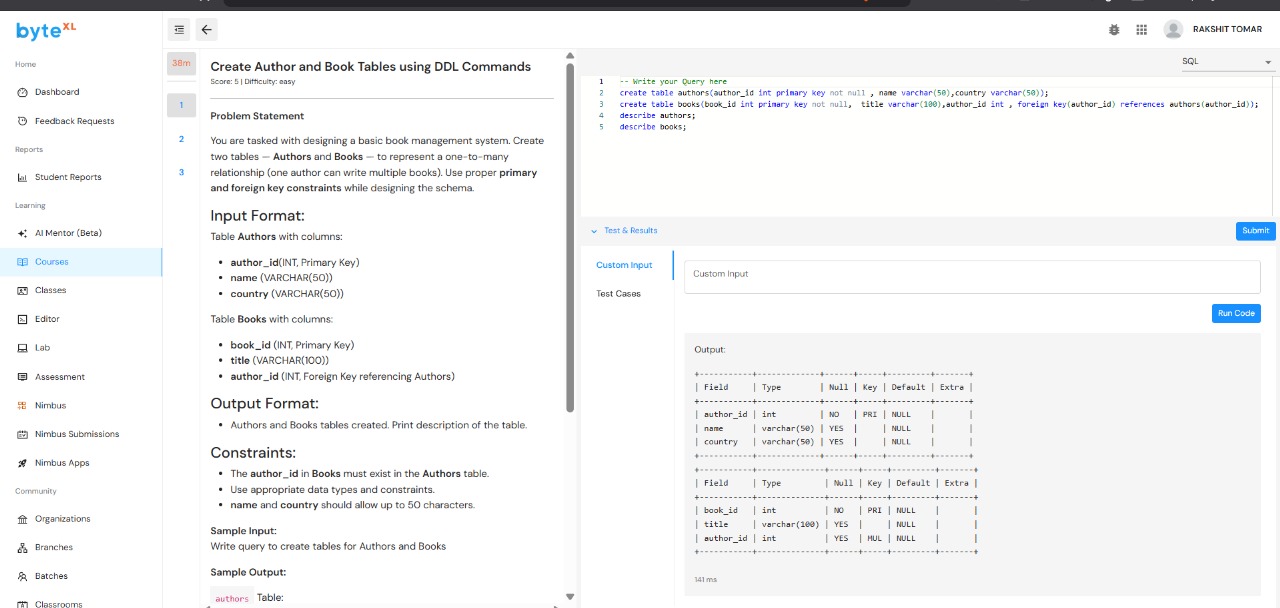 byteXL
RAKSHIT TOMAR
Home
Dashboard
Feedback Requests
Reports
Student Reports
Learning
AI Mentor (Beta)
Courses
Classes
Editor
Lab
Assessment
Nimbus
Nimbus Submissions
Nimbus Apps
Community
Organizations
Branches
Batches
Classrooms
38m
1
2
3
Create Author and Book Tables using DDL Commands
Score: 5 | Difficulty: easy
Problem Statement
You are tasked with designing a basic book management system. Create
two tables — Authors and Books — to represent a one-to-many
relationship (one author can write multiple books). Use proper primary
and foreign key constraints while designing the schema.
Input Format:
Table Authors with columns:
• author_id(INT, Primary Key)
• name (VARCHAR(50))
• country (VARCHAR(50))
Table Books with columns:
• book_id (INT, Primary Key)
• title (VARCHAR(100))
• author_id (INT, Foreign Key referencing Authors)
Output Format:
• Authors and Books tables created. Print description of the table.
Constraints:
• The author_id in Books must exist in the Authors table.
• Use appropriate data types and constraints.
• name and country should allow up to 50 characters.
Sample Input:
Write query to create tables for Authors and Books
Sample Output:
authors Table:
SQL
1 -- Write your Query here
2 create table authors(author_id int primary key not null , name varchar(50),country varchar(50));
3 create table books(book_id int primary key not null,  title varchar(100),author_id int , foreign key(author_id) references authors(author_id));
4 describe authors;
5 describe books;
Test & Results
Submit
Custom Input
Test Cases
Custom Input
Run Code
Output:
+-----------+-------------+------+-----+---------+-------+
| Field     | Type        | Null | Key | Default | Extra |
+-----------+-------------+------+-----+---------+-------+
| author_id | int         | NO   | PRI | NULL    |       |
| name      | varchar(50) | YES  |     | NULL    |       |
| country   | varchar(50) | YES  |     | NULL    |       |
+-----------+-------------+------+-----+---------+-------+
+-----------+--------------+------+-----+---------+-------+
| Field     | Type         | Null | Key | Default | Extra |
+-----------+--------------+------+-----+---------+-------+
| book_id   | int          | NO   | PRI | NULL    |       |
| title     | varchar(100) | YES  |     | NULL    |       |
| author_id | int          | YES  | MUL | NULL    |       |
+-----------+--------------+------+-----+---------+-------+
141 ms